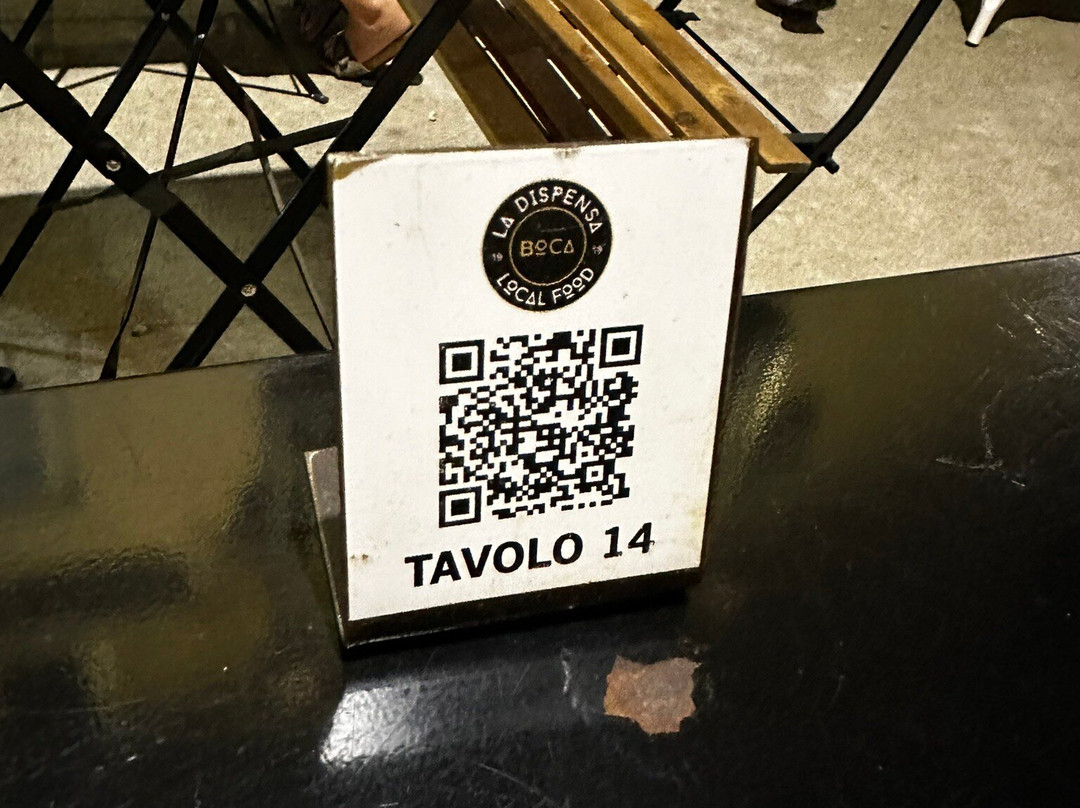 LA DISPENSA
BOCA
19 19
LOCAL FOOD
TAVOLO 14